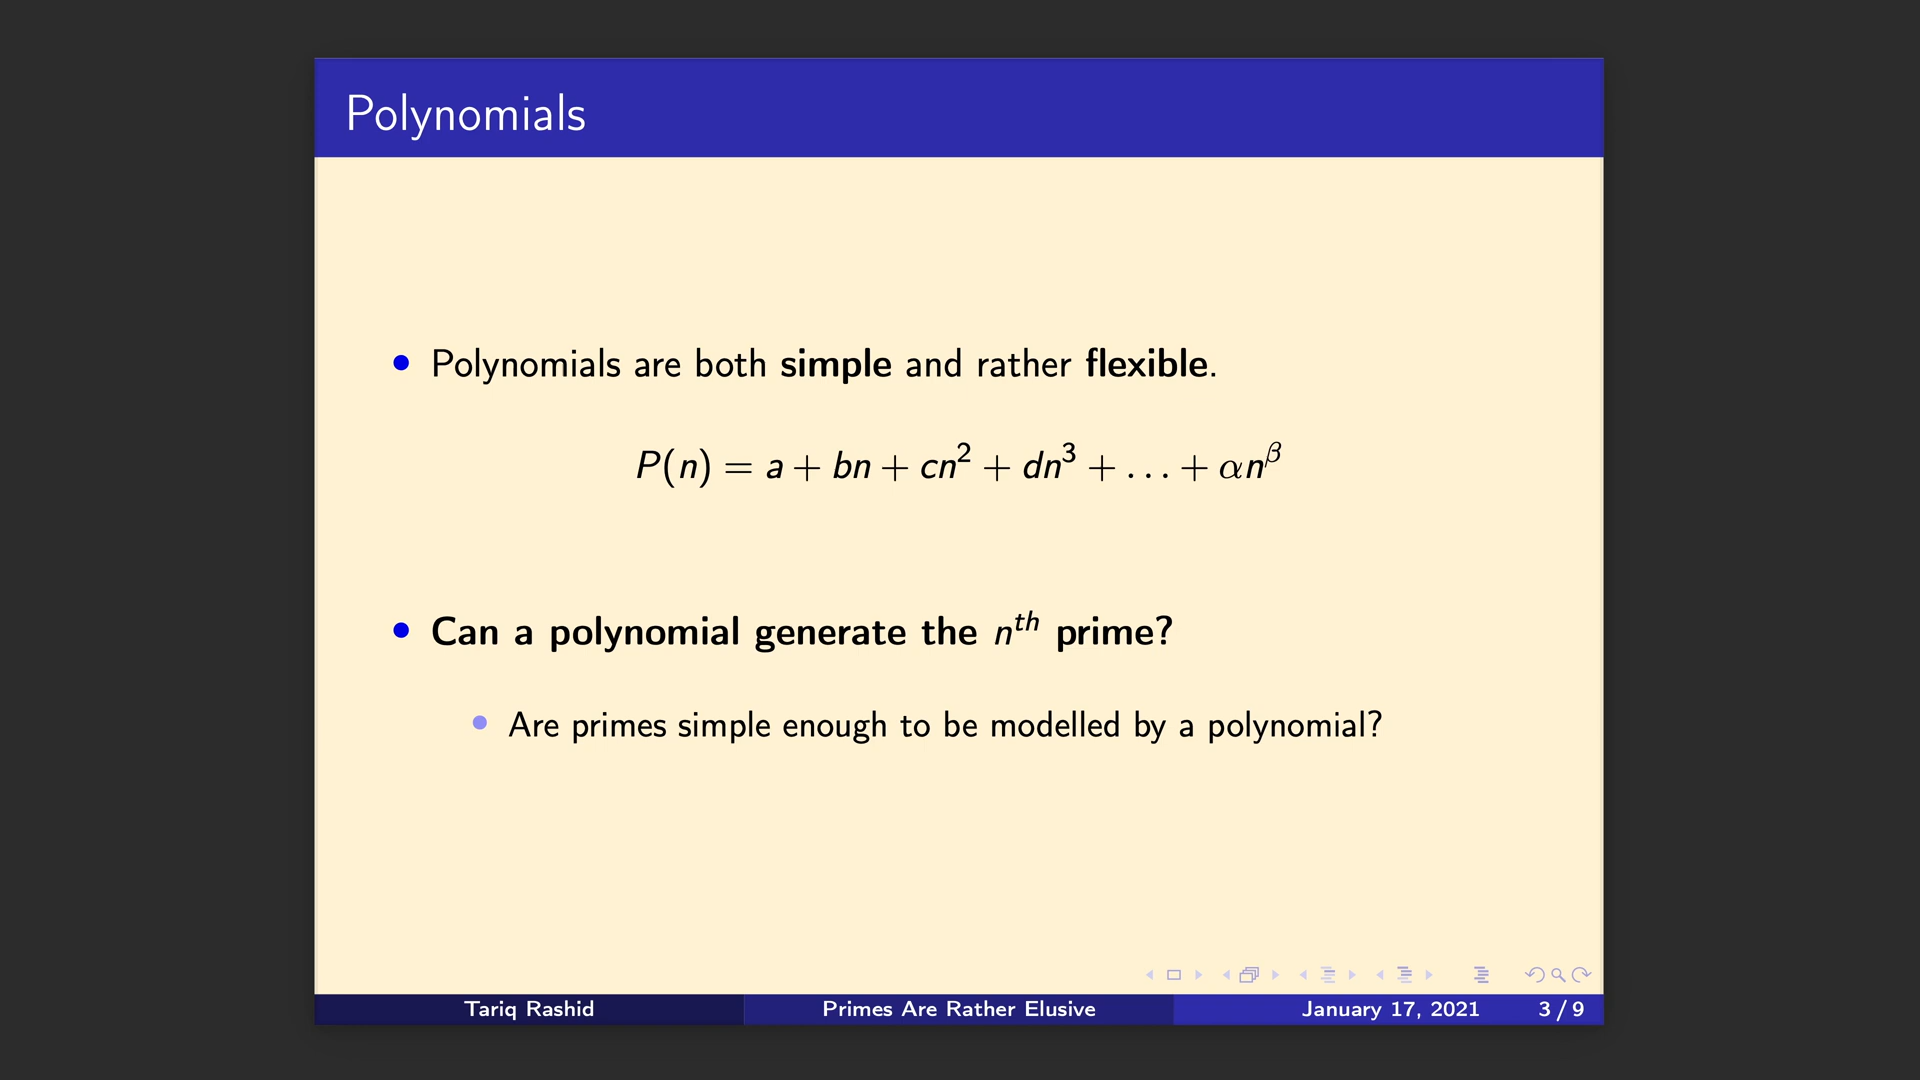 Polynomials
• Polynomials are both simple and rather flexible.
P(n) = a + bn + cn² + dn³ + . . . + αn^β
• Can a polynomial generate the nᵗʰ prime?
• Are primes simple enough to be modelled by a polynomial?
Tariq Rashid Primes Are Rather Elusive January 17, 2021 3 / 9